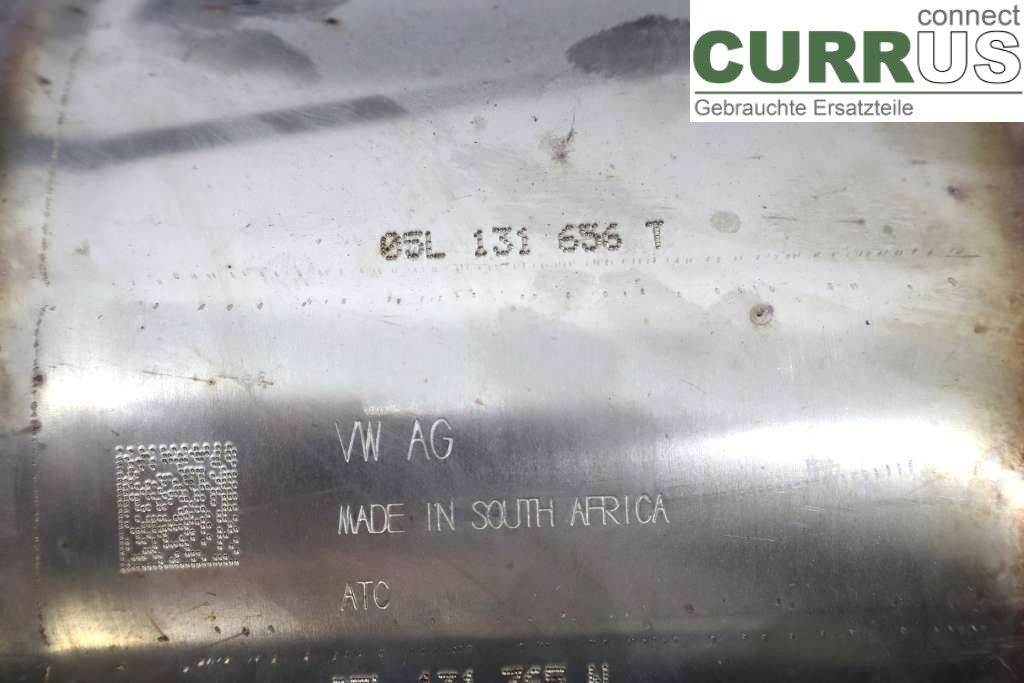 connect
CURRUS
Gebrauchte Ersatzteile
05L 131 656 T
VW AG
MADE IN SOUTH AFRICA
ATC